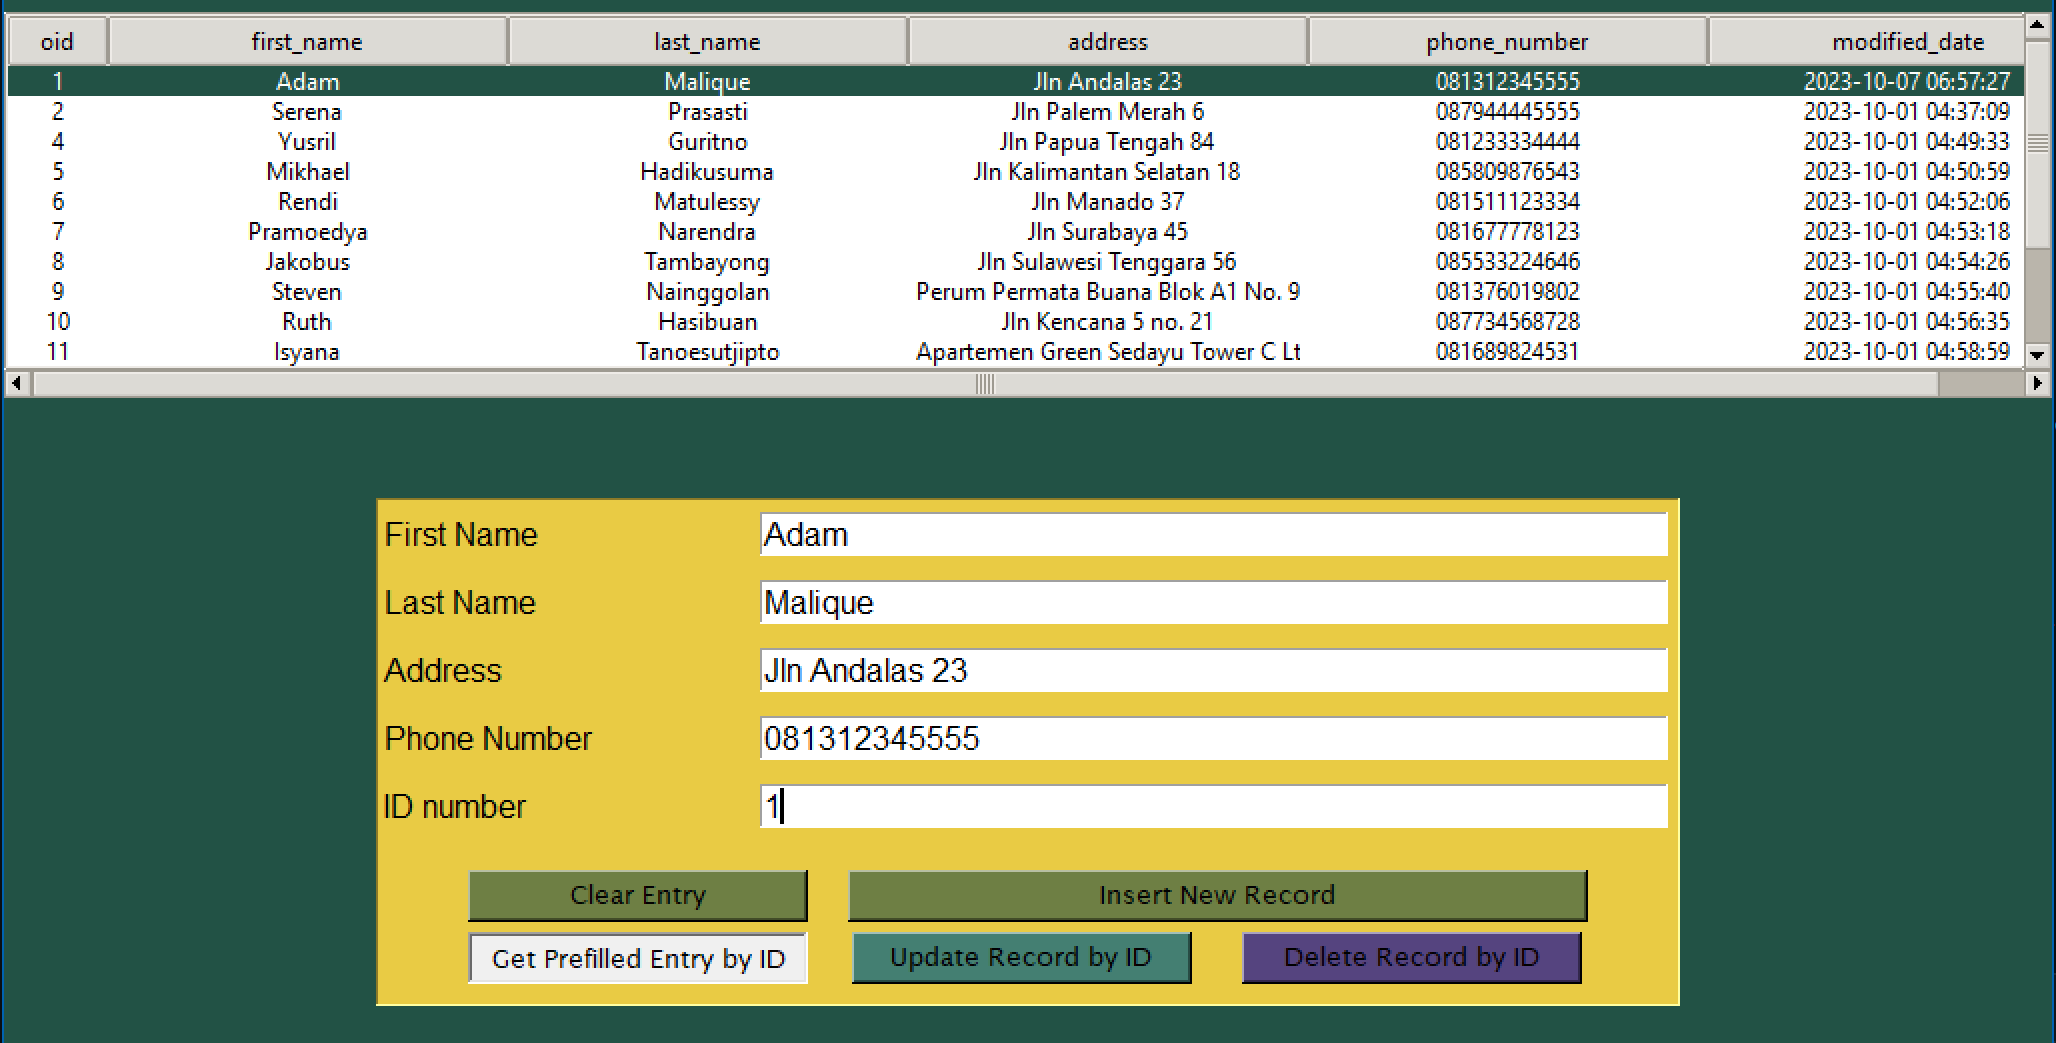 oid first_name last_name address phone_number modified_date
1 Adam Malique Jln Andalas 23 081312345555 2023-10-07 06:57:27
2 Serena Prasasti Jln Palem Merah 6 087944445555 2023-10-01 04:37:09
4 Yusril Guritno Jln Papua Tengah 84 081233334444 2023-10-01 04:49:33
5 Mikhael Hadikusuma Jln Kalimantan Selatan 18 085809876543 2023-10-01 04:50:59
6 Rendi Matulessy Jln Manado 37 081511123334 2023-10-01 04:52:06
7 Pramoedya Narendra Jln Surabaya 45 081677778123 2023-10-01 04:53:18
8 Jakobus Tambayong Jln Sulawesi Tenggara 56 085533224646 2023-10-01 04:54:26
9 Steven Nainggolan Perum Permata Buana Blok A1 No. 9 081376019802 2023-10-01 04:55:40
10 Ruth Hasibuan Jln Kencana 5 no. 21 087734568728 2023-10-01 04:56:35
11 Isyana Tanoesutjipto Apartemen Green Sedayu Tower C Lt 081689824531 2023-10-01 04:58:59
First Name Adam
Last Name Malique
Address Jln Andalas 23
Phone Number 081312345555
ID number 1
Clear Entry Insert New Record
Get Prefilled Entry by ID Update Record by ID Delete Record by ID